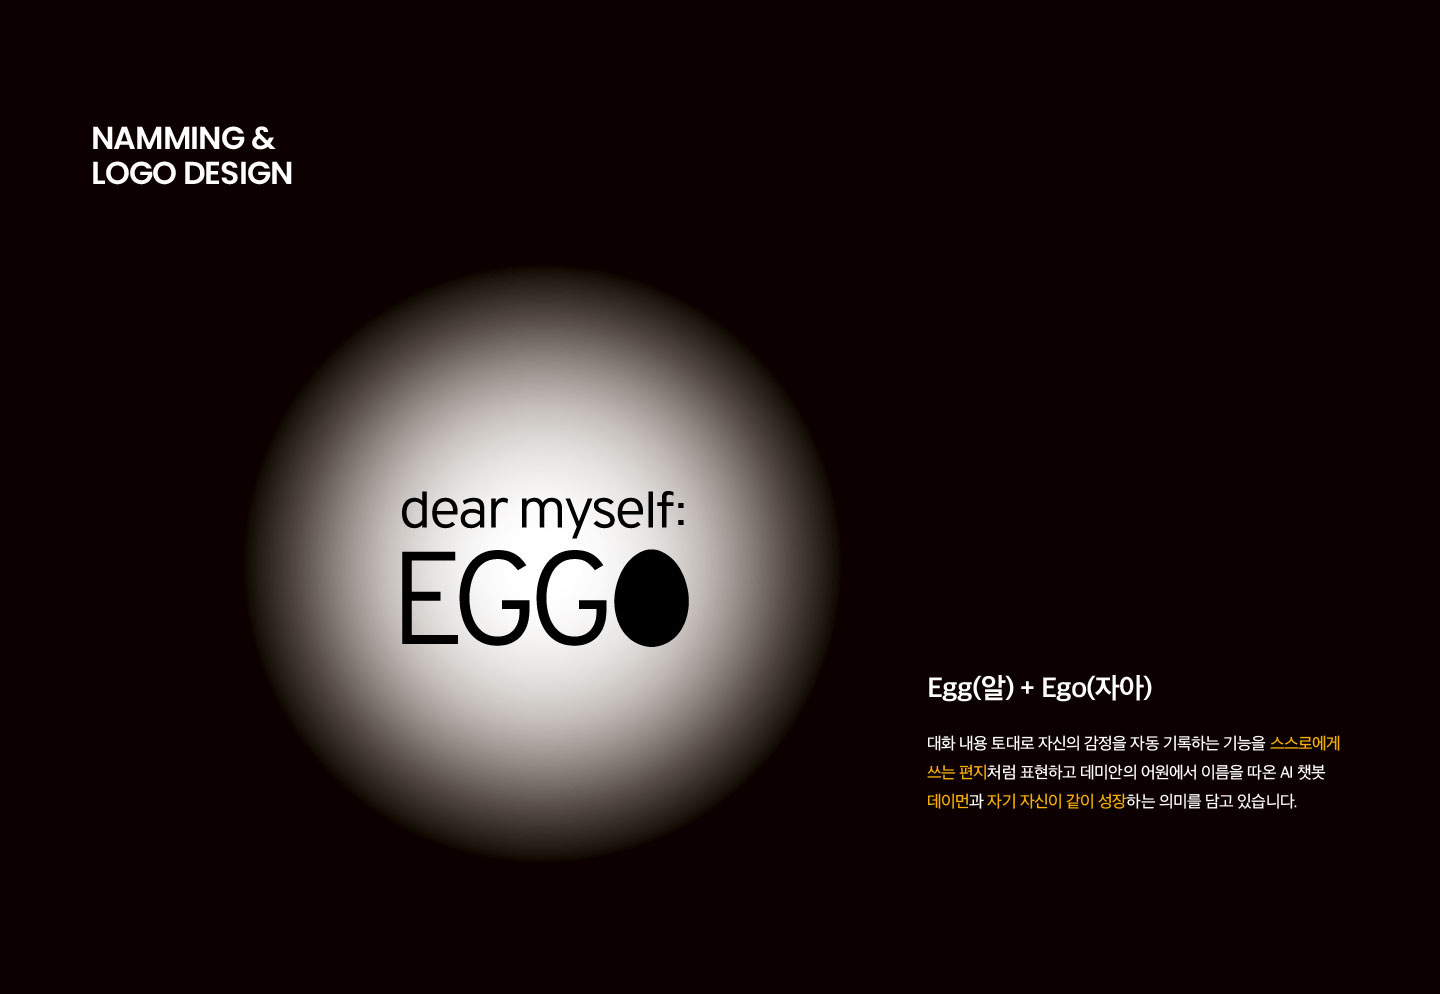 NAMMING &
LOGO DESIGN
dear myself:
EGGO
Egg(알) + Ego(자아)
대화 내용 토대로 자신의 감정을 자동 기록하는 기능을 스스로에게
쓰는 편지처럼 표현하고 데미안의 어원에서 이름을 따온 AI 챗봇
데이먼과 자기 자신이 같이 성장하는 의미를 담고 있습니다.